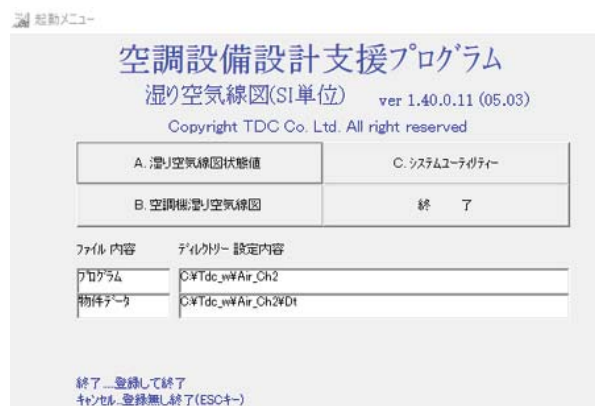 起動メニュー
空調設備設計支援プログラム
湿り空気線図(SI単位) ver 1.40.0.11 (05.03)
Copyright TDC Co. Ltd. All right reserved
A. 湿り空気線図状態値
C. システムユーティリティー
B. 空調機湿り空気線図
終 了
ファイル 内容 ディレクトリー 設定内容
プログラム C:¥Tdc_w¥Air_Ch2
物件データ C:¥Tdc_w¥Air_Ch2¥Dt
終了....登録して終了
キャンセル..登録無し終了(ESCキー)